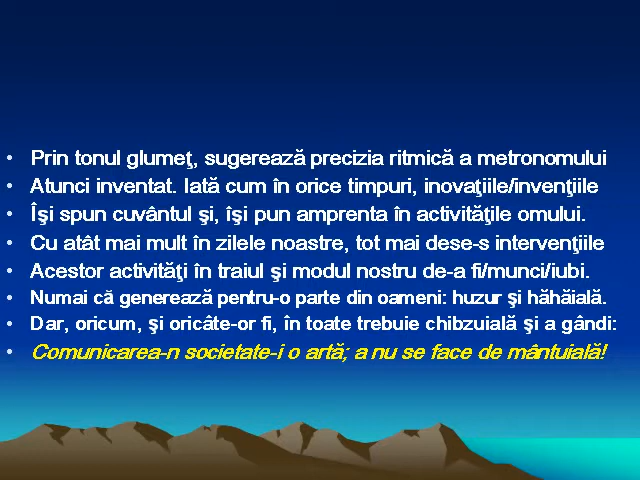 • Prin tonul glumeţ, sugerează precizia ritmică a metronomului
• Atunci inventat. Iată cum în orice timpuri, inovaţiile/invenţiile
• Îşi spun cuvântul şi, îşi pun amprenta în activităţile omului.
• Cu atât mai mult în zilele noastre, tot mai dese-s intervenţiile
• Acestor activităţi în traiul şi modul nostru de-a fi/munci/iubi.
• Numai că generează pentru-o parte din oameni: huzur şi hăhăială.
• Dar, oricum, şi oricâte-or fi, în toate trebuie chibzuială şi a gândi:
• Comunicarea-n societate-i o artă; a nu se face de mântuială!